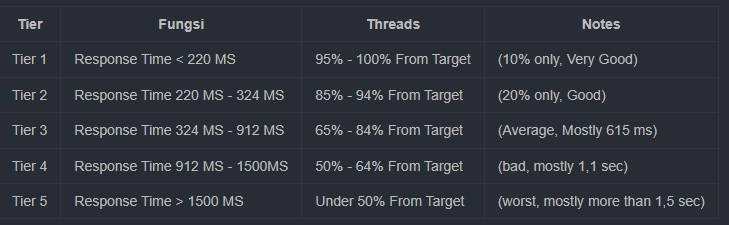 Tier Fungsi Threads Notes
Tier 1 Response Time < 220 MS 95% - 100% From Target (10% only, Very Good)
Tier 2 Response Time 220 MS - 324 MS 85% - 94% From Target (20% only, Good)
Tier 3 Response Time 324 MS - 912 MS 65% - 84% From Target (Average, Mostly 615 ms)
Tier 4 Response Time 912 MS - 1500MS 50% - 64% From Target (bad, mostly 1,1 sec)
Tier 5 Response Time > 1500 MS Under 50% From Target (worst, mostly more than 1,5 sec)